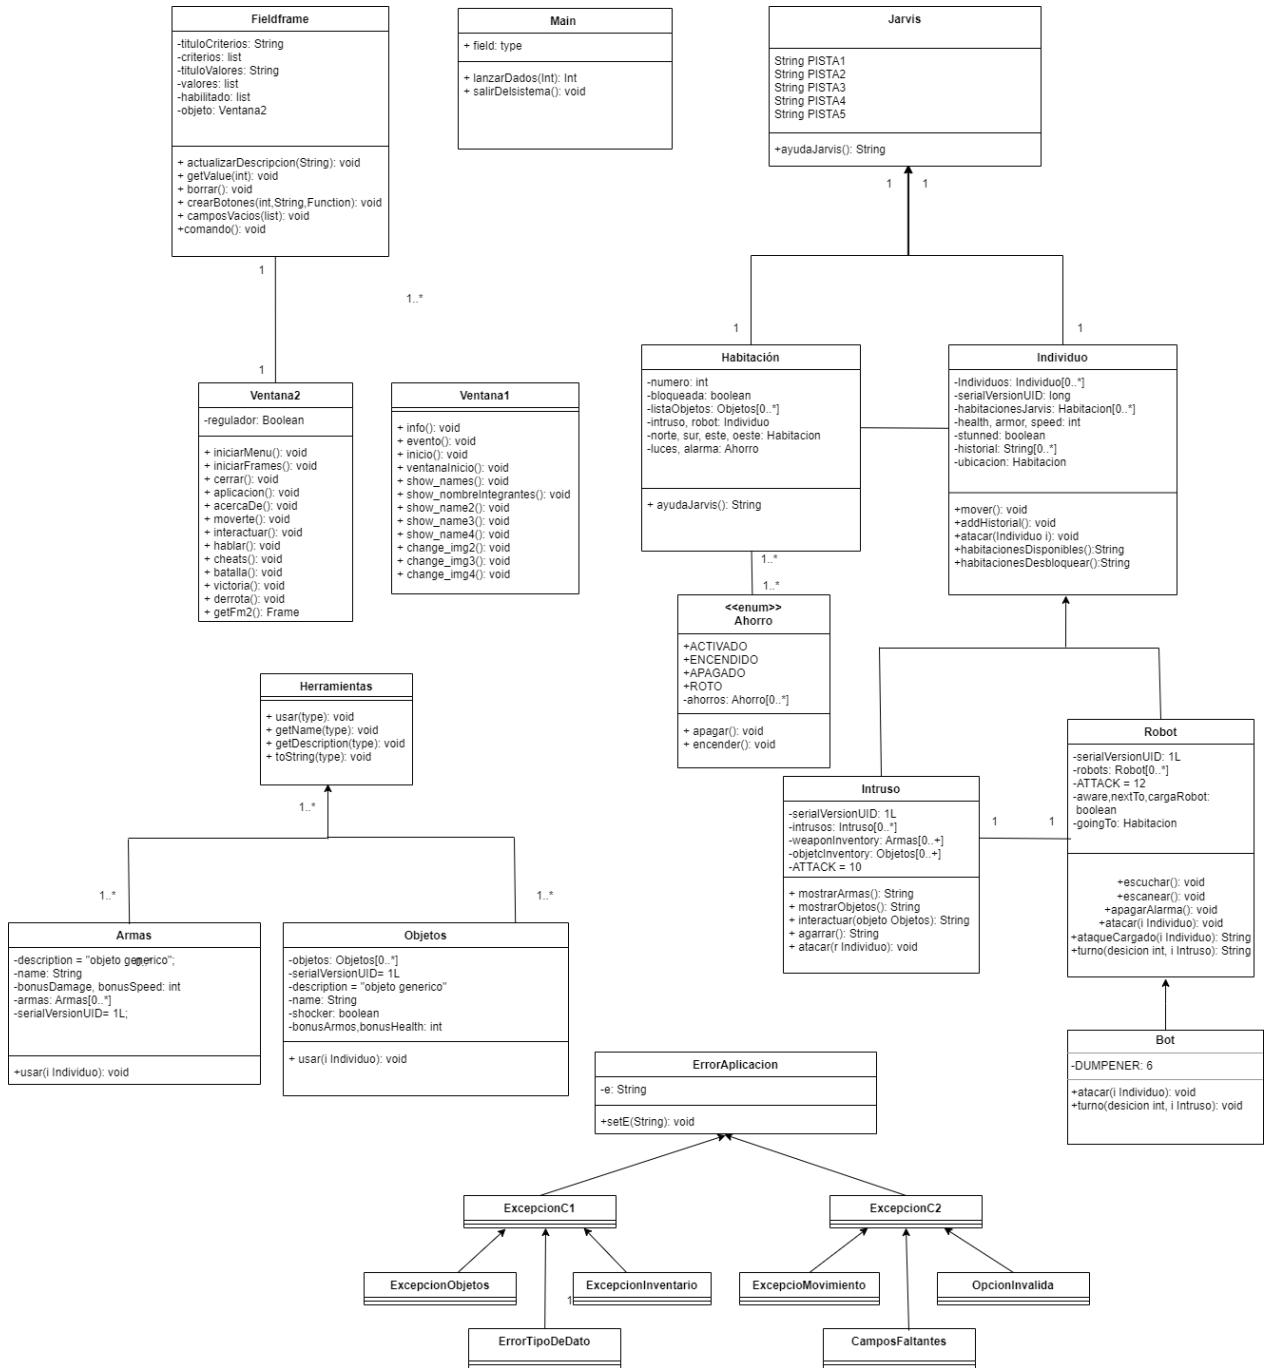 Fieldframe
-tituloCriterios: String
-criterios: list
-tituloValores: String
-valores: list
-habilitado: list
-objeto: Ventana2
+ actualizarDescripcion(String): void
+ getValue(int): void
+ borrar(): void
+ crearBotones(int,String,Function): void
+ camposVacios(list): void
+comando(): void
Main
+ field: type
+ lanzarDados(Int): Int
+ salirDelsistema(): void
Jarvis
String PISTA1
String PISTA2
String PISTA3
String PISTA4
String PISTA5
+ayudaJarvis(): String
1
1
1
1..*
1
1
1
Ventana2
-regulador: Boolean
+ iniciarMenu(): void
+ iniciarFrames(): void
+ cerrar(): void
+ aplicacion(): void
+ acercaDe(): void
+ moverte(): void
+ interactuar(): void
+ hablar(): void
+ cheats(): void
+ batalla(): void
+ victoria(): void
+ derrota(): void
+ getFm2(): Frame
Ventana1
+ info(): void
+ evento(): void
+ inicio(): void
+ ventanaInicio(): void
+ show_names(): void
+ show_nombreIntegrantes(): void
+ show_name2(): void
+ show_name3(): void
+ show_name4(): void
+ change_img2(): void
+ change_img3(): void
+ change_img4(): void
Habitación
-numero: int
-bloqueada: boolean
-listaObjetos: Objetos[0..*]
-intruso, robot: Individuo
-norte, sur, este, oeste: Habitacion
-luces, alarma: Ahorro
+ ayudaJarvis(): String
Individuo
-Individuos: Individuo[0..*]
-serialVersionUID: long
-habitacionesJarvis: Habitacion[0..*]
-health, armor, speed: int
-stunned: boolean
-historial: String[0..*]
-ubicacion: Habitacion
+mover(): void
+addHistorial(): void
+atacar(Individuo i): void
+habitacionesDisponibles():String
+habitacionesDesbloquear():String
1..*
1..*
<<enum>>
Ahorro
+ACTIVADO
+ENCENDIDO
+APAGADO
+ROTO
-ahorros: Ahorro[0..*]
+ apagar(): void
+ encender(): void
Herramientas
+ usar(type): void
+ getName(type): void
+ getDescription(type): void
+ toString(type): void
1..*
1..*
1..*
Intruso
-serialVersionUID: 1L
-intrusos: Intruso[0..*]
-weaponInventory: Armas[0..+]
-objetcInventory: Objetos[0..+]
-ATTACK = 10
+ mostrarArmas(): String
+ mostrarObjetos(): String
+ interactuar(objeto Objetos): String
+ agarrar(): String
+ atacar(r Individuo): void
1
1
Robot
-serialVersionUID: 1L
-robots: Robot[0..*]
-ATTACK = 12
-aware,nextTo,cargaRobot:
boolean
-goingTo: Habitacion
+escuchar(): void
+escanear(): void
+apagarAlarma(): void
+atacar(i Individuo): void
+ataqueCargado(i Individuo): String
+turno(desicion int, i Intruso): String
Armas
-description = "objeto generico";
-name: String
-bonusDamage, bonusSpeed: int
-armas: Armas[0..*]
-serialVersionUID= 1L;
+usar(i Individuo): void
Objetos
-objetos: Objetos[0..*]
-serialVersionUID= 1L
-description = "objeto generico"
-name: String
-shocker: boolean
-bonusArmos,bonusHealth: int
+ usar(i Individuo): void
Bot
-DUMPENER: 6
+atacar(i Individuo): void
+turno(desicion int, i Intruso): void
ErrorAplicacion
-e: String
+setE(String): void
ExcepcionC1
ExcepcionC2
ExcepcionObjetos
ExcepcionInventario
ExcepcioMovimiento
OpcionInvalida
1
ErrorTipoDeDato
CamposFaltantes